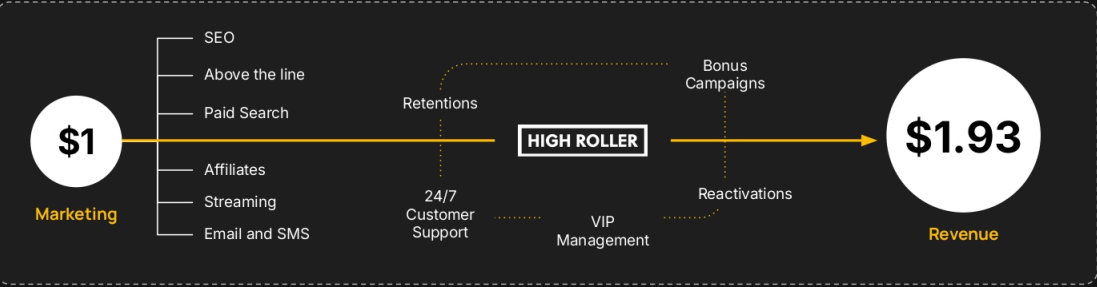 $1
Marketing
SEO
Above the line
Paid Search
Affiliates
Streaming
Email and SMS
Retentions
24/7
Customer
Support
HIGH ROLLER
VIP
Management
Bonus
Campaigns
Reactivations
$1.93
Revenue